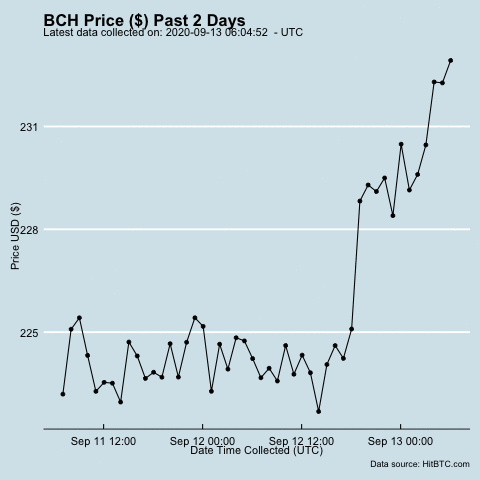 BCH Price ($) Past 2 Days
Latest data collected on: 2020-09-13 06:04:52 - UTC
Price USD ($)
231
228
225
Sep 11 12:00 Sep 12 00:00 Sep 12 12:00 Sep 13 00:00
Date Time Collected (UTC)
Data source: HitBTC.com